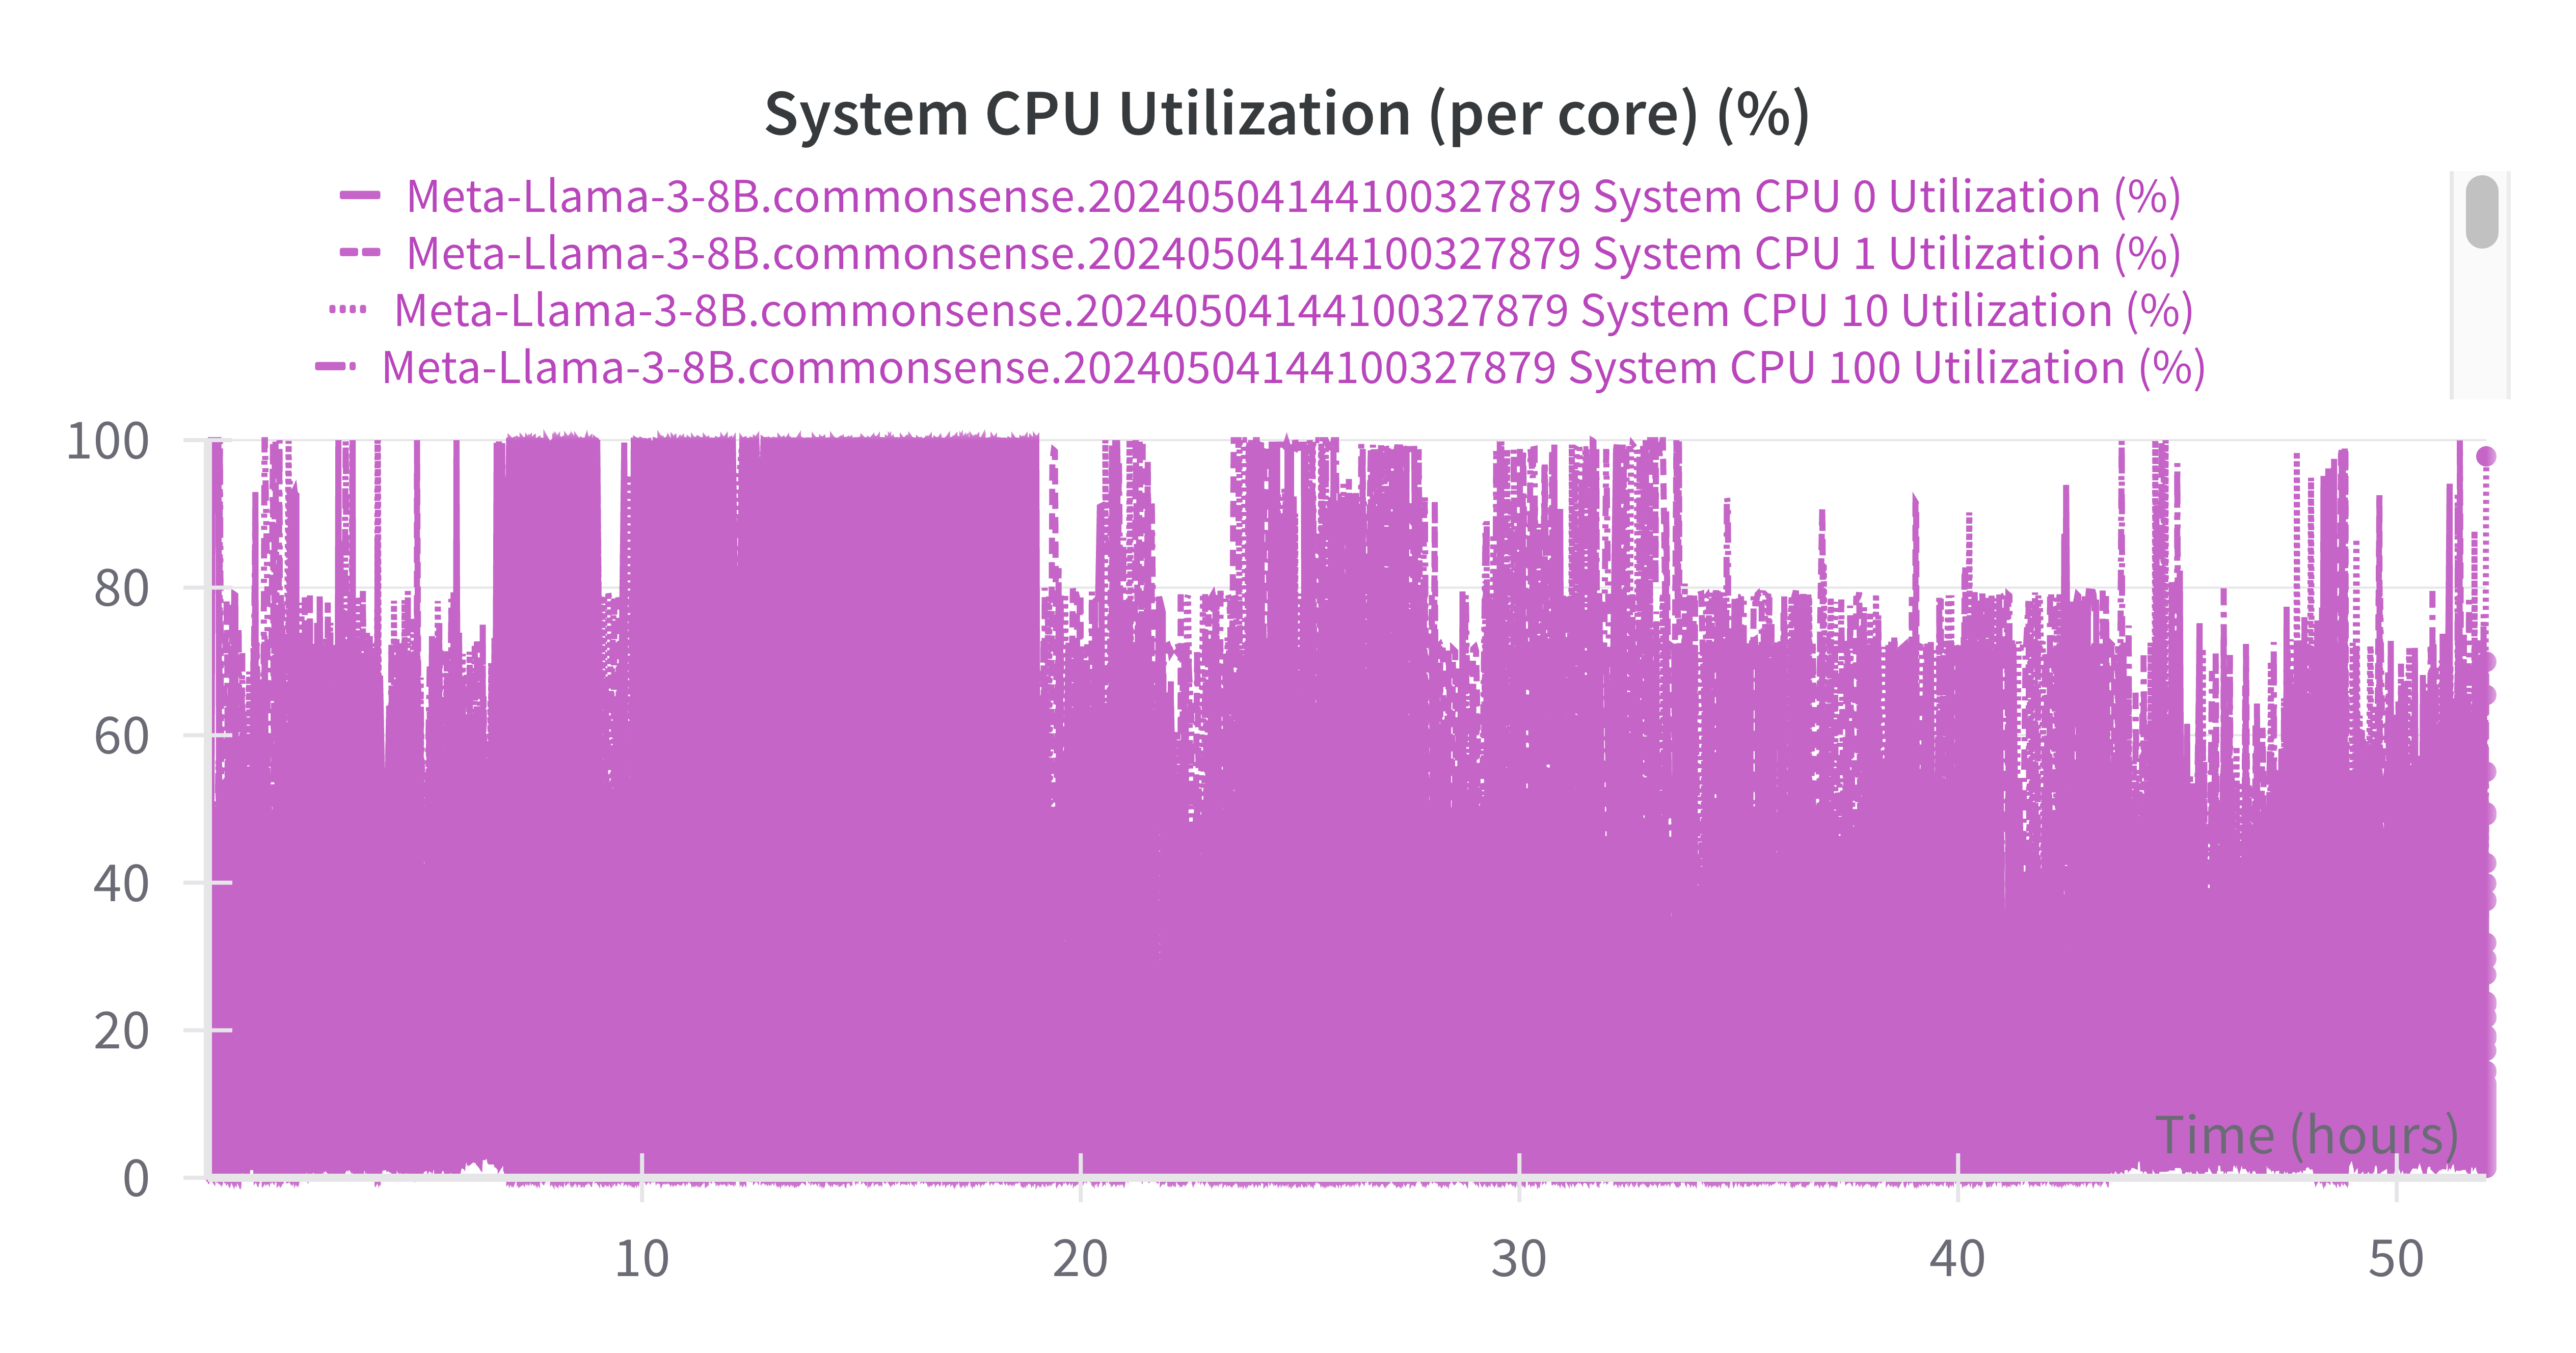 System CPU Utilization (per core) (%)
Meta-Llama-3-8B.commonsense.20240504144100327879 System CPU 0 Utilization (%)
Meta-Llama-3-8B.commonsense.20240504144100327879 System CPU 1 Utilization (%)
Meta-Llama-3-8B.commonsense.20240504144100327879 System CPU 10 Utilization (%)
Meta-Llama-3-8B.commonsense.20240504144100327879 System CPU 100 Utilization (%)
100
80
60
40
20
0
Time (hours)
10 20 30 40 50